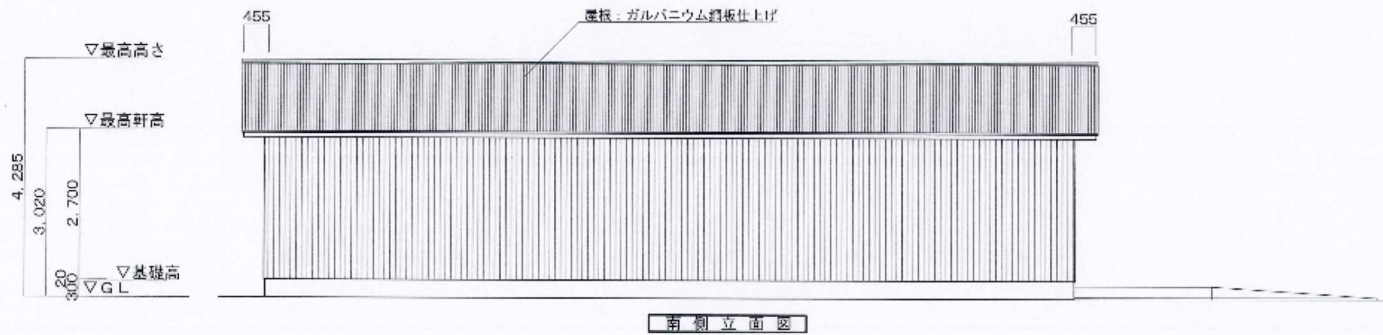 455
屋根：ガルバニウム鋼板仕上げ
455
▽最高高さ
▽最高軒高
4,285
3,020
2,700
▽基礎高
20
300
▽GL
南側立面図